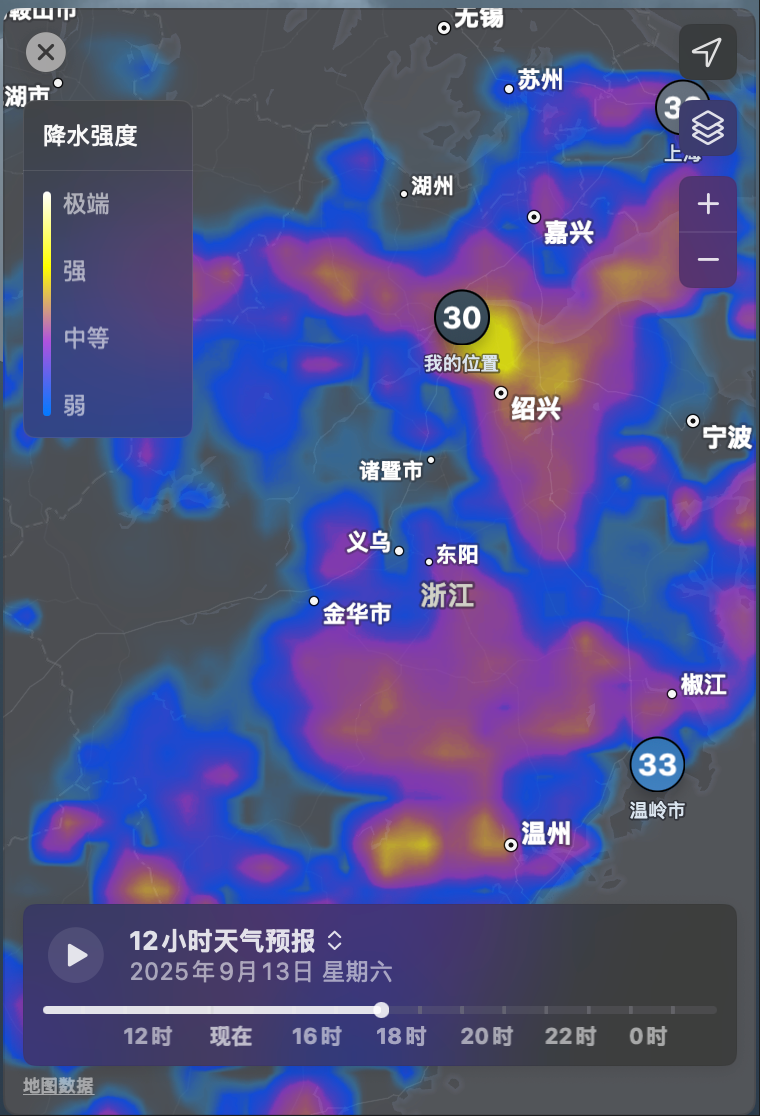 鞍山市
无锡
苏州
湖市
上海
降水强度
极端
强
中等
弱
湖州
嘉兴
30
我的位置
绍兴
宁波
诸暨市
义乌
东阳
浙江
金华市
椒江
33
温岭市
温州
12小时天气预报
2025年9月13日 星期六
12时 现在 16时 18时 20时 22时 0时
地图数据